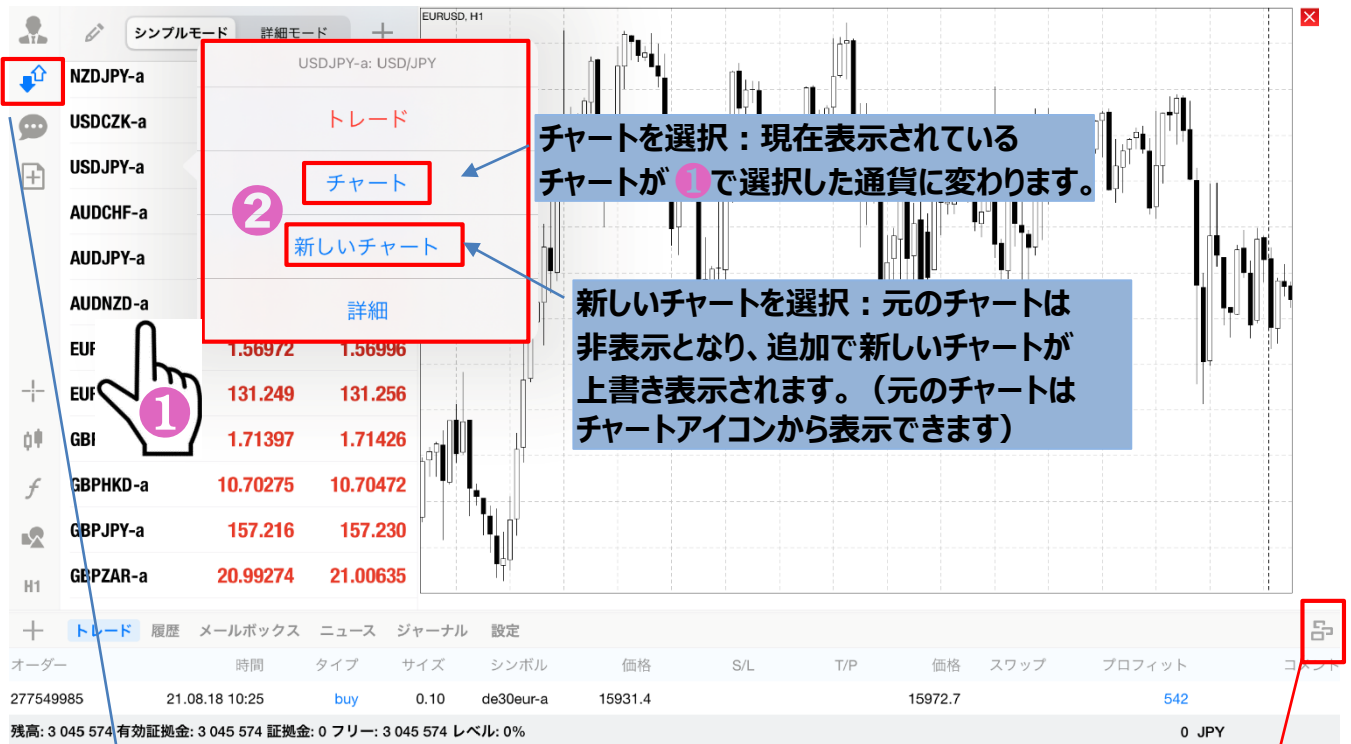 シンプルモード 詳細モード
EURUSD, H1
NZDJPY-a
USDCZK-a
USDJPY-a
AUDCHF-a
AUDJPY-a
AUDNZD-a
USDJPY-a: USD/JPY
トレード
チャート
❷
新しいチャート
詳細
チャートを選択：現在表示されている
チャートが❶で選択した通貨に変わります。
新しいチャートを選択：元のチャートは
非表示となり、追加で新しいチャートが
上書き表示されます。（元のチャートは
チャートアイコンから表示できます）
EUF 1.56972 1.56996
EUF 131.249 131.256
❶
GBI 1.71397 1.71426
GBPHKD-a 10.70275 10.70472
GBPJPY-a 157.216 157.230
GBPZAR-a 20.99274 21.00635
f
H1
トレード 履歴 メールボックス ニュース ジャーナル 設定
オーダー 時間 タイプ サイズ シンボル 価格 S/L T/P 価格 スワップ プロフィット コメント
277549985 21.08.18 10:25 buy 0.10 de30eur-a 15931.4 15972.7 542
残高: 3 045 574 有効証拠金: 3 045 574 証拠金: 0 フリー: 3 045 574 レベル: 0% 0 JPY